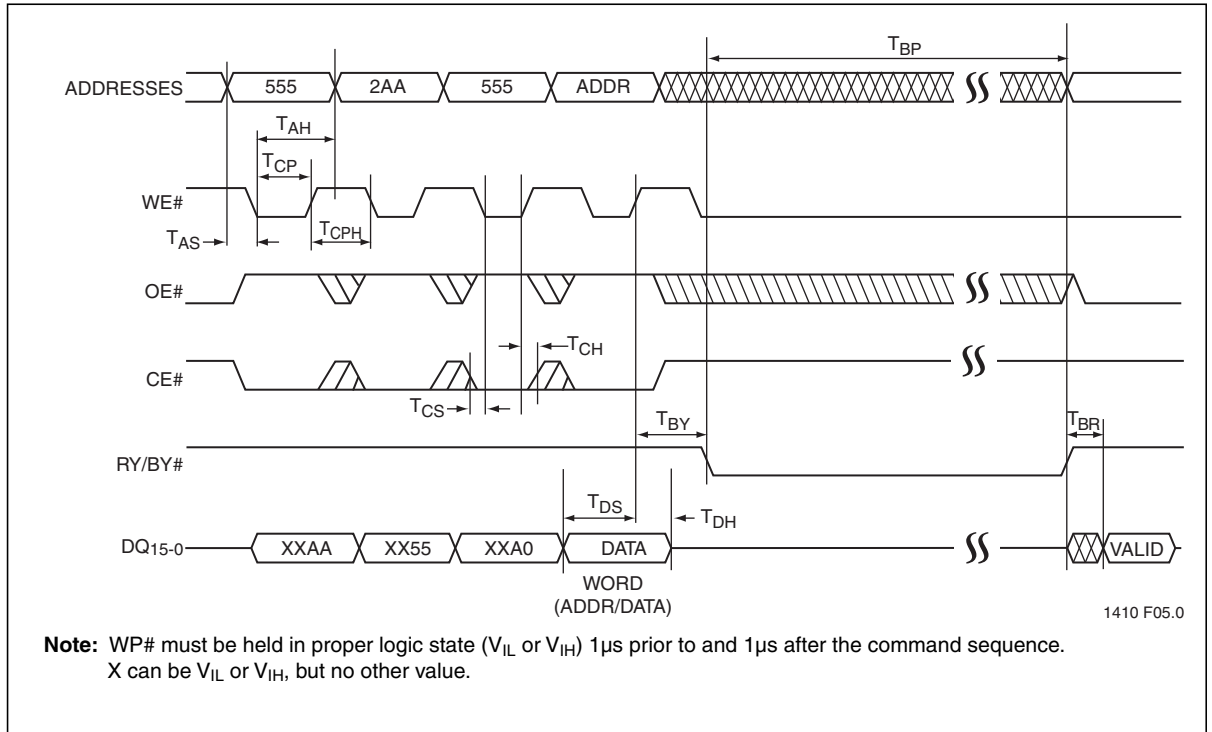 T_BP
ADDRESSES 555 2AA 555 ADDR
T_AH
T_CP
WE#
T_AS T_CPH
OE#
T_CH
CE#
T_CS
T_BY T_BR
RY/BY#
T_DS T_DH
DQ15-0 XXAA XX55 XXA0 DATA VALID
WORD
(ADDR/DATA)
1410 F05.0
Note: WP# must be held in proper logic state (V_IL or V_IH) 1µs prior to and 1µs after the command sequence.
X can be V_IL or V_IH, but no other value.